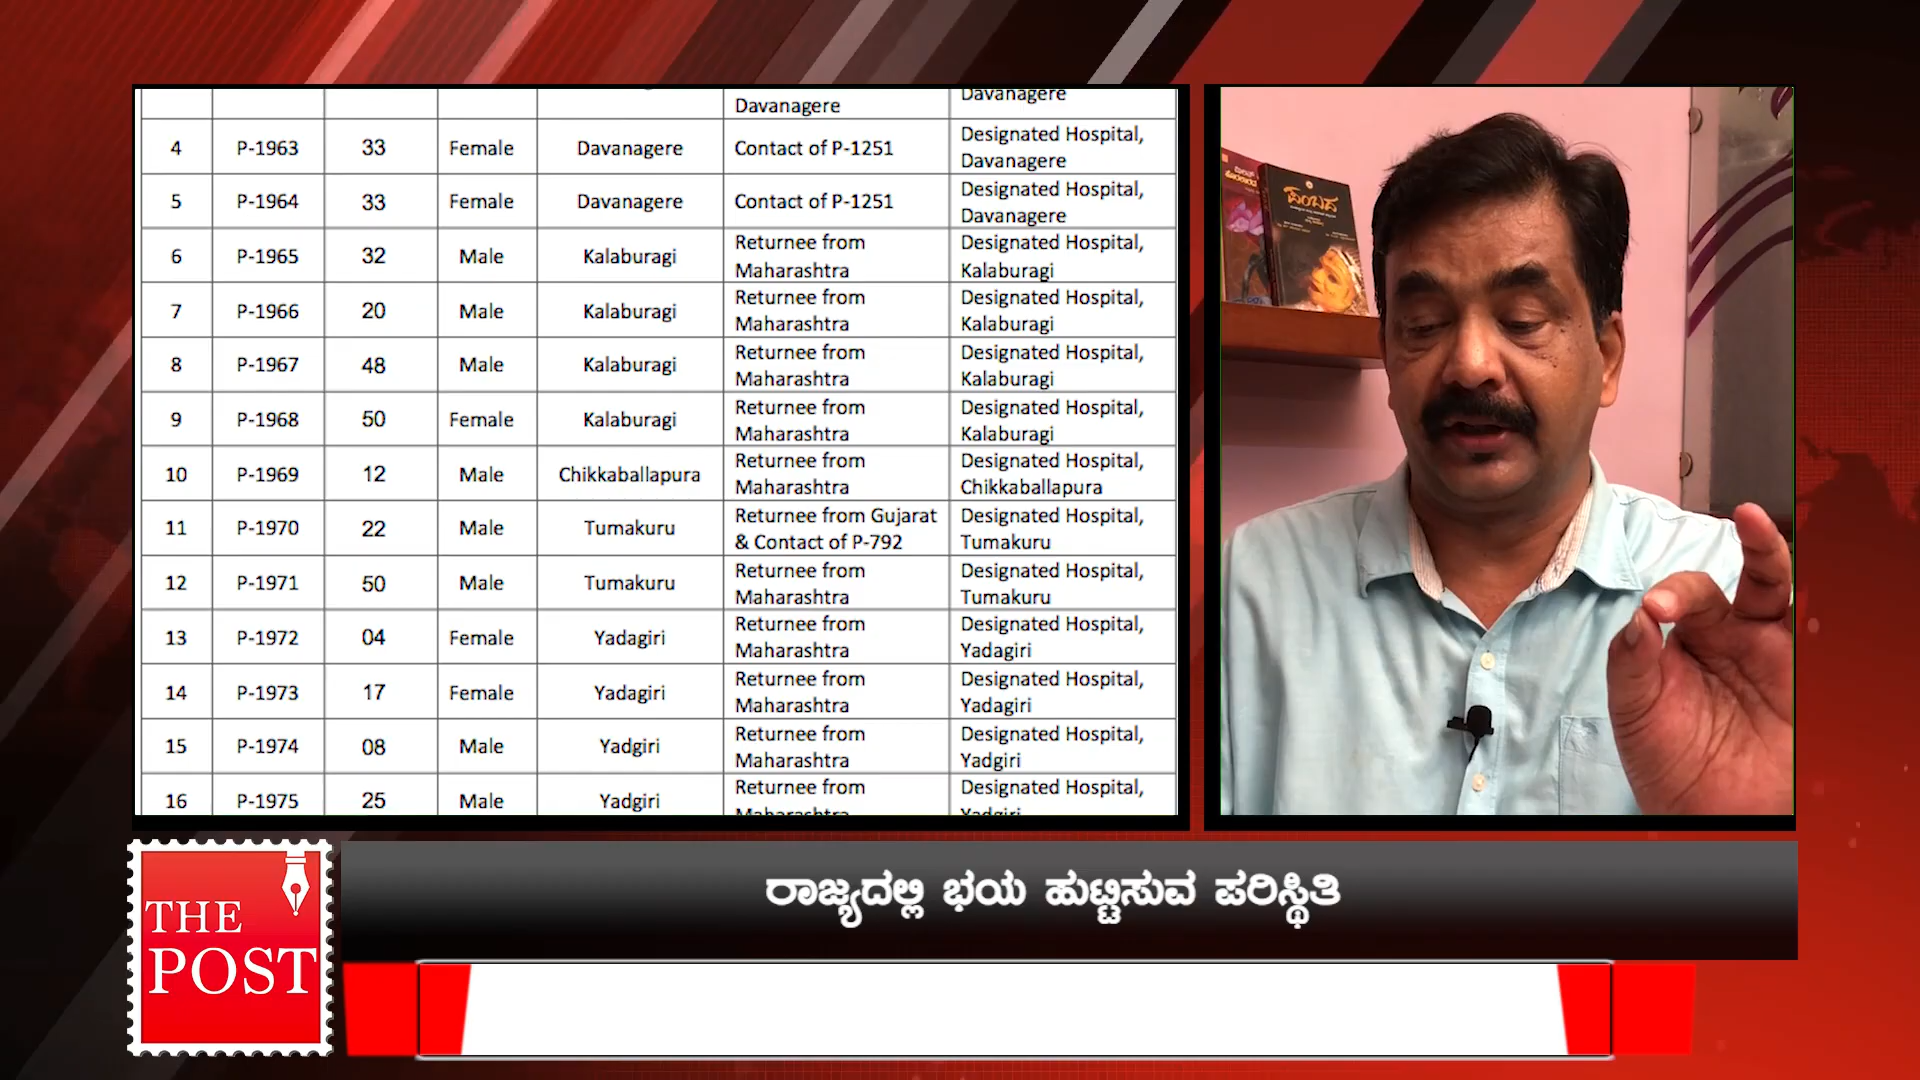 Davanagere Davanagere
4 P-1963 33 Female Davanagere Contact of P-1251 Designated Hospital, Davanagere
5 P-1964 33 Female Davanagere Contact of P-1251 Designated Hospital, Davanagere
6 P-1965 32 Male Kalaburagi Returnee from Maharashtra Designated Hospital, Kalaburagi
7 P-1966 20 Male Kalaburagi Returnee from Maharashtra Designated Hospital, Kalaburagi
8 P-1967 48 Male Kalaburagi Returnee from Maharashtra Designated Hospital, Kalaburagi
9 P-1968 50 Female Kalaburagi Returnee from Maharashtra Designated Hospital, Kalaburagi
10 P-1969 12 Male Chikkaballapura Returnee from Maharashtra Designated Hospital, Chikkaballapura
11 P-1970 22 Male Tumakuru Returnee from Gujarat & Contact of P-792 Designated Hospital, Tumakuru
12 P-1971 50 Male Tumakuru Returnee from Maharashtra Designated Hospital, Tumakuru
13 P-1972 04 Female Yadagiri Returnee from Maharashtra Designated Hospital, Yadagiri
14 P-1973 17 Female Yadagiri Returnee from Maharashtra Designated Hospital, Yadagiri
15 P-1974 08 Male Yadgiri Returnee from Maharashtra Designated Hospital, Yadgiri
16 P-1975 25 Male Yadgiri Returnee from Maharashtra Designated Hospital, Yadgiri
THE
POST
ರಾಜ್ಯದಲ್ಲಿ ಭಯ ಹುಟ್ಟಿಸುವ ಪರಿಸ್ಥಿತಿ